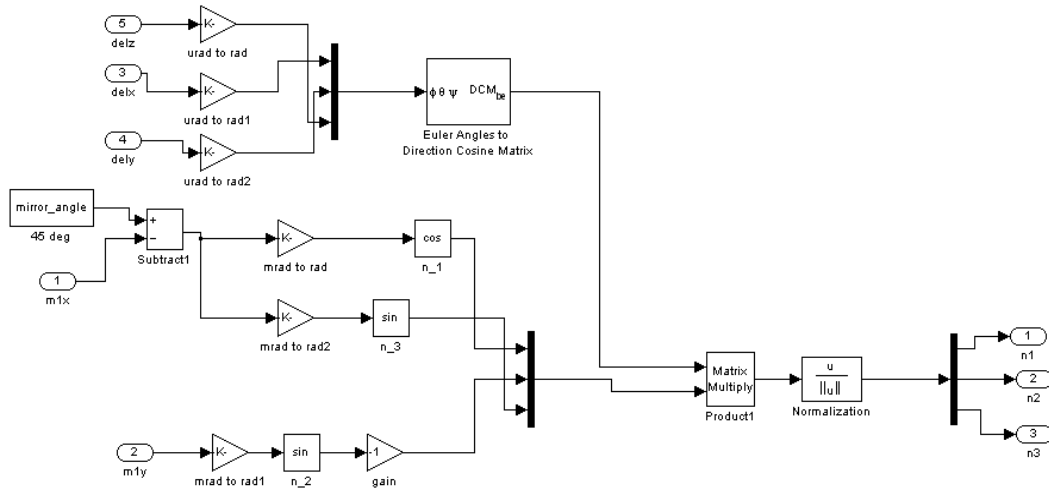 5
delz
K-
urad to rad
3
delx
K-
urad to rad1
4
dely
K-
urad to rad2
ϕ θ ψ DCM be
Euler Angles to
Direction Cosine Matrix
mirror_angle
45 deg
+
−
Subtract1
1
m1x
K-
mrad to rad
cos
n_1
K-
mrad to rad2
sin
n_3
2
m1y
K-
mrad to rad1
sin
n_2
-1
gain
Matrix
Multiply
Product1
u
||u||
Normalization
1
n1
2
n2
3
n3